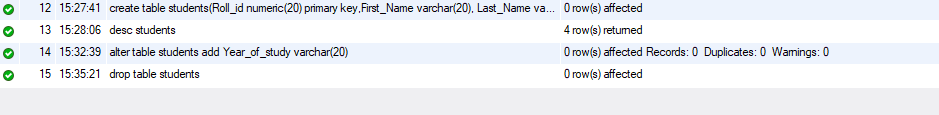 12 15:27:41 create table students(Roll_id numeric(20) primary key,First_Name varchar(20), Last_Name va... 0 row(s) affected
13 15:28:06 desc students 4 row(s) returned
14 15:32:39 alter table students add Year_of_study varchar(20) 0 row(s) affected Records: 0 Duplicates: 0 Warnings: 0
15 15:35:21 drop table students 0 row(s) affected